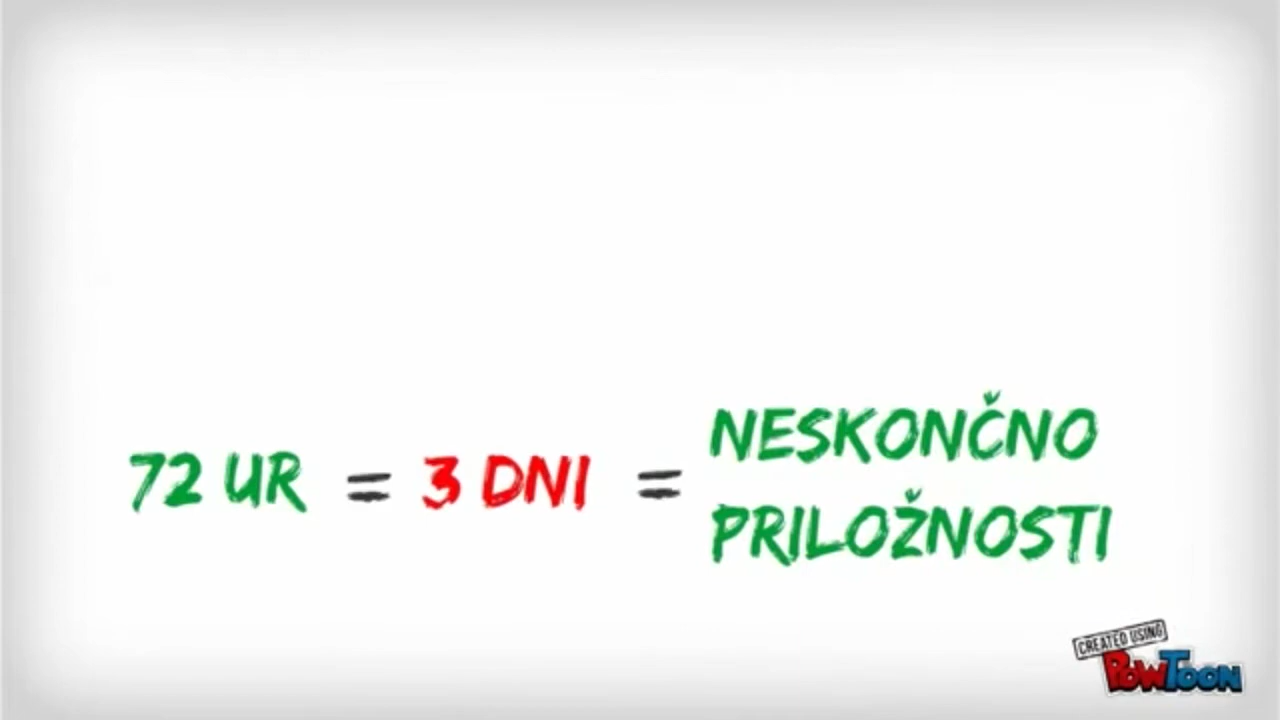 72 UR = 3 DNI = NESKONČNO
PRILOŽNOSTI
CREATED USING
POWTOON